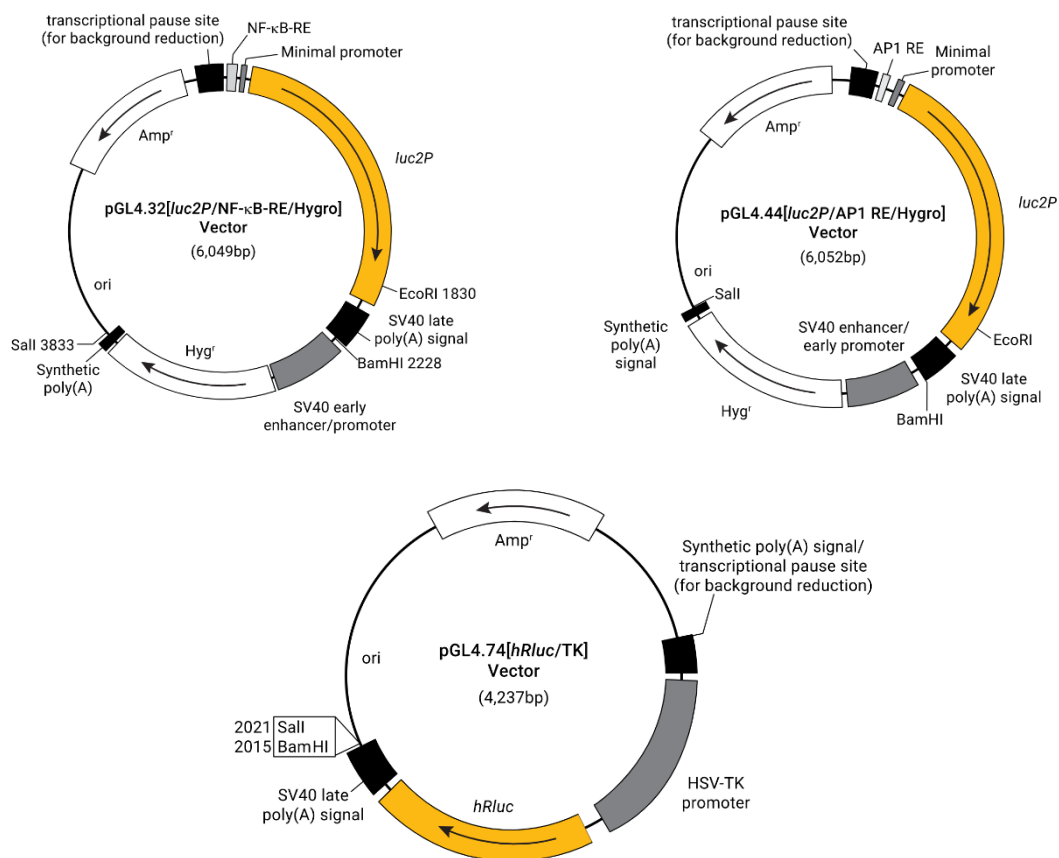 transcriptional pause site
(for background reduction)
NF-κB-RE
Minimal promoter
Ampʳ
luc2P
pGL4.32[luc2P/NF-κB-RE/Hygro]
Vector
(6,049bp)
ori
EcoRI 1830
SV40 late
poly(A) signal
BamHI 2228
SalI 3833
Synthetic
poly(A)
Hygʳ
SV40 early
enhancer/promoter
transcriptional pause site
(for background reduction)
AP1 RE
Minimal
promoter
Ampʳ
luc2P
pGL4.44[luc2P/AP1 RE/Hygro]
Vector
(6,052bp)
ori
SalI
Synthetic
poly(A)
signal
SV40 enhancer/
early promoter
EcoRI
Hygʳ
SV40 late
poly(A) signal
BamHI
Ampʳ
Synthetic poly(A) signal/
transcriptional pause site
(for background reduction)
pGL4.74[hRluc/TK]
Vector
(4,237bp)
ori
2021 SalI
2015 BamHI
SV40 late
poly(A) signal
hRluc
HSV-TK
promoter